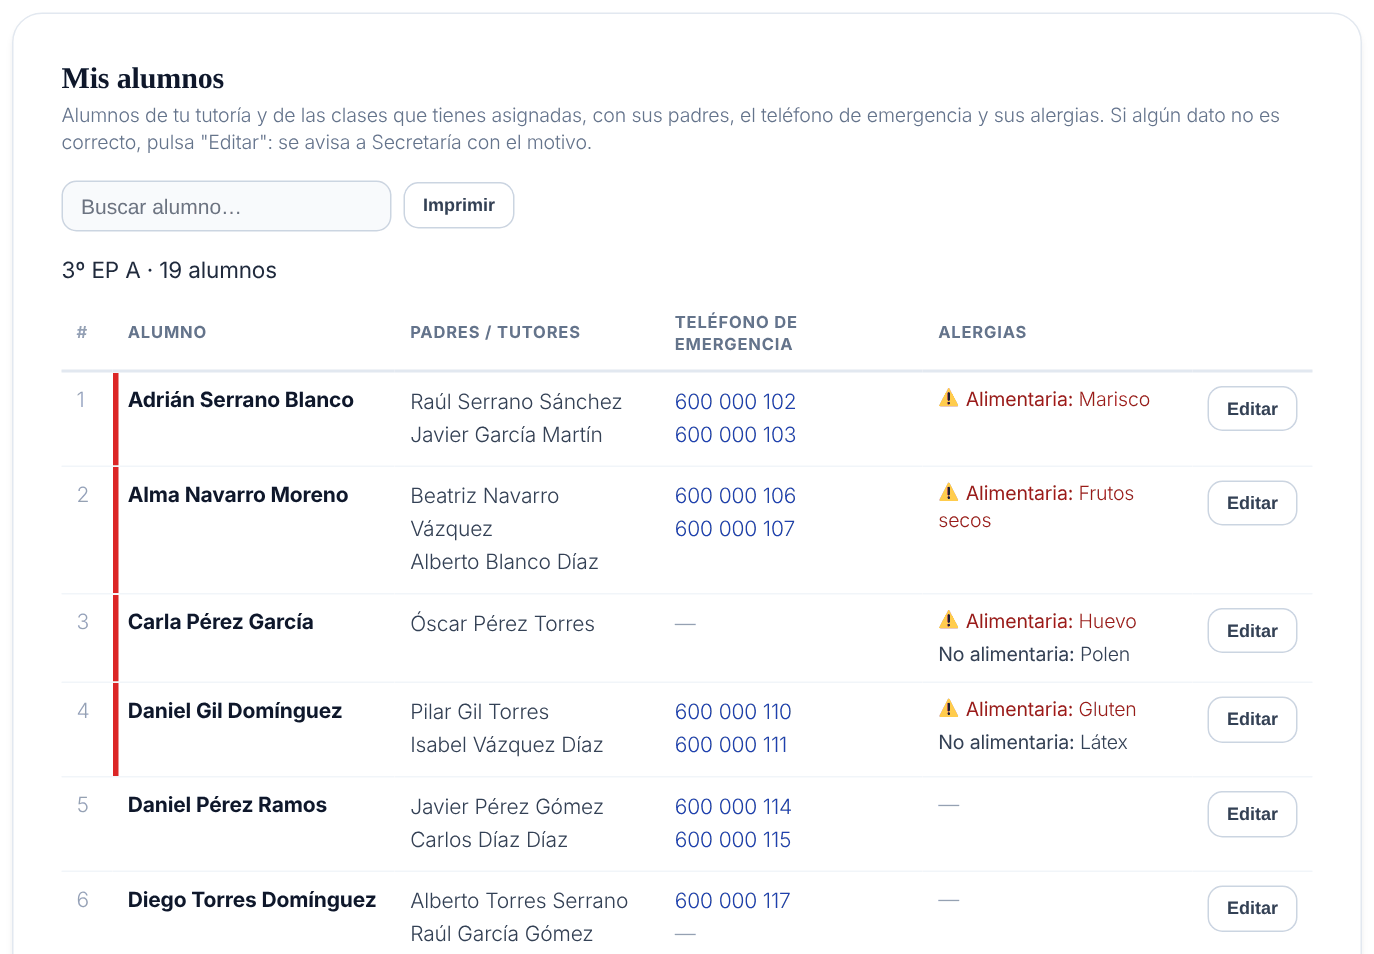 Mis alumnos
Alumnos de tu tutoría y de las clases que tienes asignadas, con sus padres, el teléfono de emergencia y sus alergias. Si algún dato no es
correcto, pulsa "Editar": se avisa a Secretaría con el motivo.
Buscar alumno…
Imprimir
3º EP A · 19 alumnos
# ALUMNO PADRES / TUTORES TELÉFONO DE EMERGENCIA ALERGIAS
1 Adrián Serrano Blanco Raúl Serrano Sánchez 600 000 102 ⚠️ Alimentaria: Marisco Editar
Javier García Martín 600 000 103
2 Alma Navarro Moreno Beatriz Navarro 600 000 106 ⚠️ Alimentaria: Frutos Editar
Vázquez 600 000 107 secos
Alberto Blanco Díaz
3 Carla Pérez García Óscar Pérez Torres — ⚠️ Alimentaria: Huevo Editar
No alimentaria: Polen
4 Daniel Gil Domínguez Pilar Gil Torres 600 000 110 ⚠️ Alimentaria: Gluten Editar
Isabel Vázquez Díaz 600 000 111 No alimentaria: Látex
5 Daniel Pérez Ramos Javier Pérez Gómez 600 000 114 — Editar
Carlos Díaz Díaz 600 000 115
6 Diego Torres Domínguez Alberto Torres Serrano 600 000 117 — Editar
Raúl García Gómez —